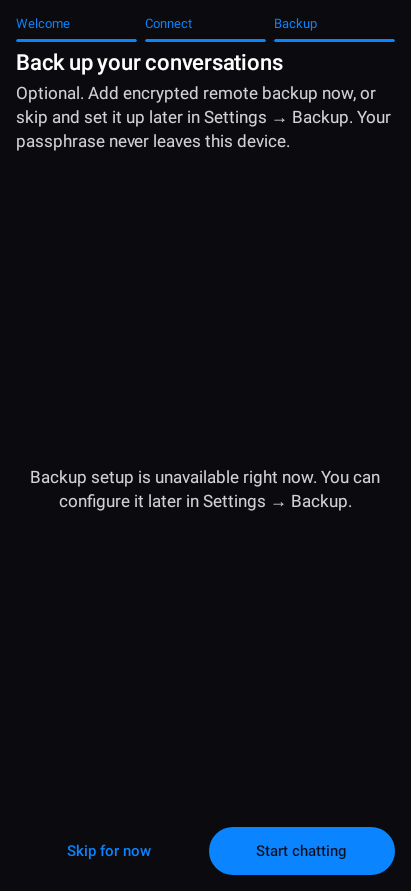 Welcome
Connect
Backup
Back up your conversations
Optional. Add encrypted remote backup now, or
skip and set it up later in Settings → Backup. Your
passphrase never leaves this device.
Backup setup is unavailable right now. You can
configure it later in Settings → Backup.
Skip for now
Start chatting